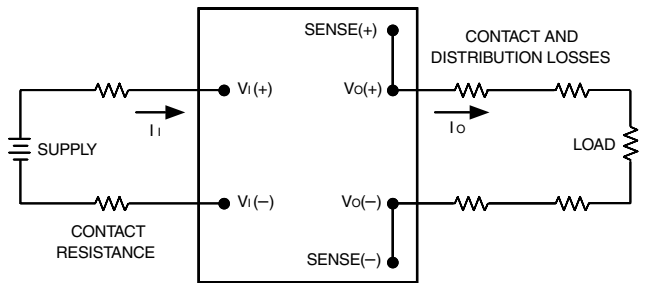 SENSE(+)
CONTACT AND
DISTRIBUTION LOSSES
VI(+)
VO(+)
II
IO
SUPPLY
LOAD
VI(–)
VO(–)
CONTACT
RESISTANCE
SENSE(–)